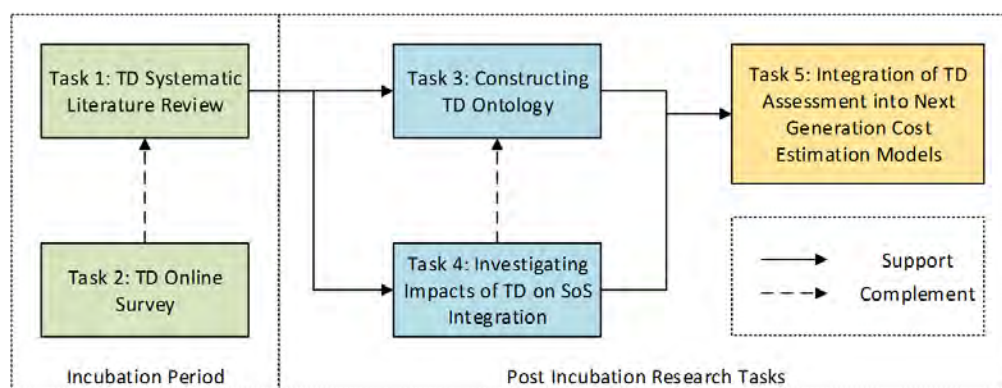 Task 1: TD Systematic
Literature Review
Task 3: Constructing
TD Ontology
Task 5: Integration of TD
Assessment into Next
Generation Cost
Estimation Models
Task 2: TD Online
Survey
Task 4: Investigating
Impacts of TD on SoS
Integration
Support
Complement
Incubation Period
Post Incubation Research Tasks